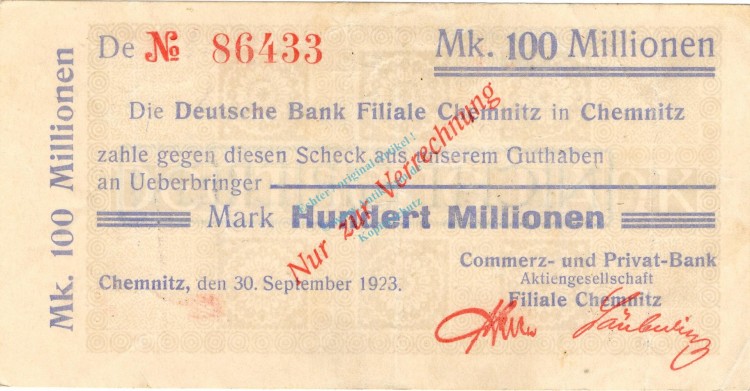 Mk. 100 Millionen
De № 86433
Mk. 100 Millionen
Die Deutsche Bank Filiale Chemnitz in Chemnitz
zahle gegen diesen Scheck aus unserem Guthaben
an Ueberbringer
Mark Hundert Millionen
Nur zur Verrechnung
Chemnitz, den 30. September 1923.
Commerz- und Privat-Bank
Aktiengesellschaft
Filiale Chemnitz